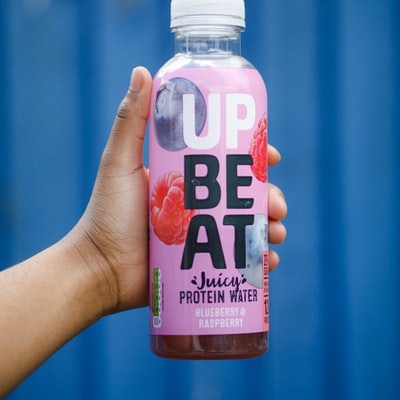 UP
BE
AT
Juicy
PROTEIN WATER
BLUEBERRY &
RASPBERRY